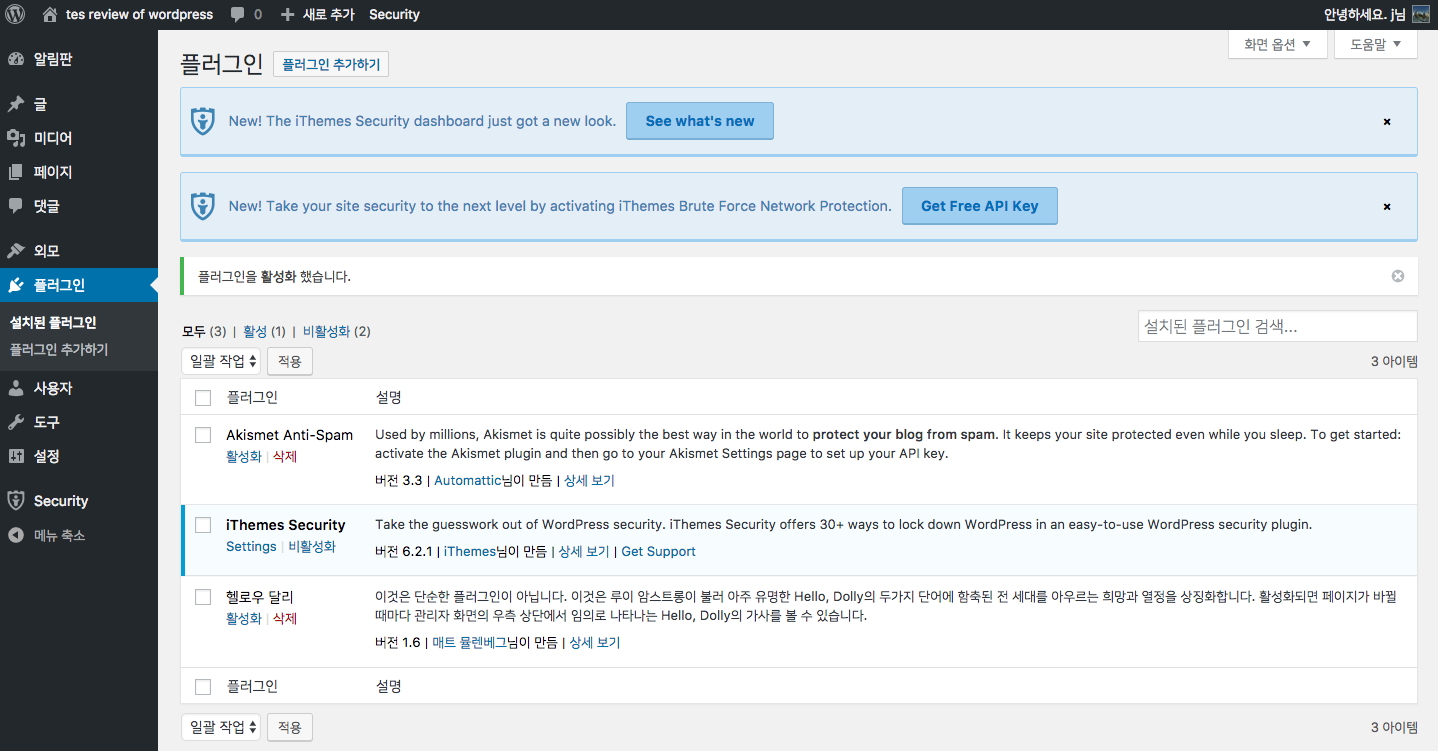 tes review of wordpress 0 새로 추가 Security 안녕하세요. j님
알림판
글
미디어
페이지
댓글
외모
플러그인
설치된 플러그인
플러그인 추가하기
사용자
도구
설정
Security
메뉴 축소
화면 옵션 도움말
플러그인 플러그인 추가하기
New! The iThemes Security dashboard just got a new look. See what's new
New! Take your site security to the next level by activating iThemes Brute Force Network Protection. Get Free API Key
플러그인을 활성화 했습니다.
모두 (3) | 활성 (1) | 비활성화 (2)
설치된 플러그인 검색...
일괄 작업 적용
3 아이템
플러그인 설명
Akismet Anti-Spam
활성화 | 삭제
Used by millions, Akismet is quite possibly the best way in the world to protect your blog from spam. It keeps your site protected even while you sleep. To get started:
activate the Akismet plugin and then go to your Akismet Settings page to set up your API key.
버전 3.3 | Automattic님이 만듦 | 상세 보기
iThemes Security
Settings | 비활성화
Take the guesswork out of WordPress security. iThemes Security offers 30+ ways to lock down WordPress in an easy-to-use WordPress security plugin.
버전 6.2.1 | iThemes님이 만듦 | 상세 보기 | Get Support
헬로우 달리
활성화 | 삭제
이것은 단순한 플러그인이 아닙니다. 이것은 루이 암스트롱이 불러 아주 유명한 Hello, Dolly의 두가지 단어에 함축된 전 세대를 아우르는 희망과 열정을 상징화합니다. 활성화되면 페이지가 바뀔
때마다 관리자 화면의 우측 상단에서 임의로 나타나는 Hello, Dolly의 가사를 볼 수 있습니다.
버전 1.6 | 매트 뮬렌베그님이 만듦 | 상세 보기
플러그인 설명
일괄 작업 적용
3 아이템